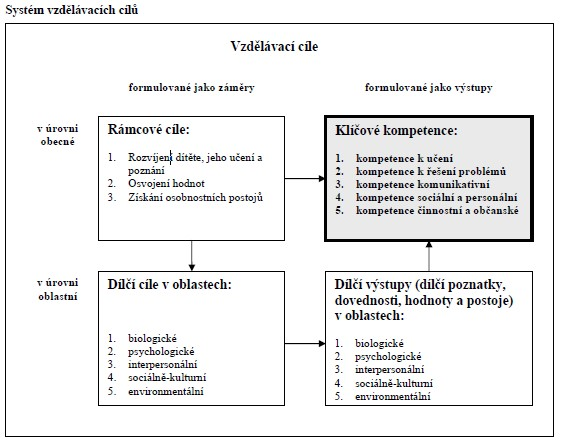 Systém vzdělávacích cílů
Vzdělávací cíle
formulované jako záměry
formulované jako výstupy
v úrovni
obecné
Rámcové cíle:
1. Rozvíjení dítěte, jeho učení a
poznání
2. Osvojení hodnot
3. Získání osobnostních postojů
Klíčové kompetence:
1. kompetence k učení
2. kompetence k řešení problémů
3. kompetence komunikativní
4. kompetence sociální a personální
5. kompetence činnostní a občanské
v úrovni
oblastní
Dílčí cíle v oblastech:
1. biologické
2. psychologické
3. interpersonální
4. sociálně-kulturní
5. environmentální
Dílčí výstupy (dílčí poznatky,
dovednosti, hodnoty a postoje)
v oblastech:
1. biologické
2. psychologické
3. interpersonální
4. sociálně-kulturní
5. environmentální